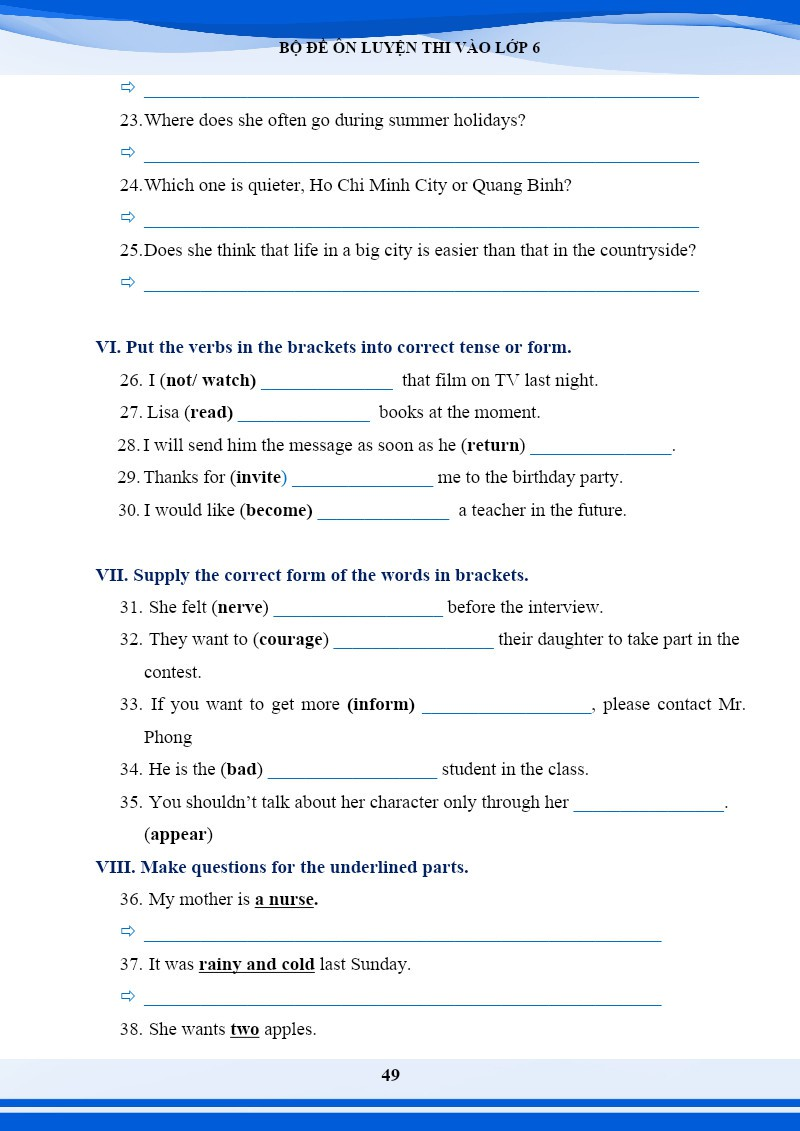 BỘ ĐỀ ÔN LUYỆN THI VÀO LỚP 6
⇨ ____________________
23. Where does she often go during summer holidays?
⇨ ____________________
24. Which one is quieter, Ho Chi Minh City or Quang Binh?
⇨ ____________________
25. Does she think that life in a big city is easier than that in the countryside?
⇨ ____________________
VI. Put the verbs in the brackets into correct tense or form.
26. I (not/ watch) ______________ that film on TV last night.
27. Lisa (read) ______________ books at the moment.
28. I will send him the message as soon as he (return) _______________.
29. Thanks for (invite) _______________ me to the birthday party.
30. I would like (become) ______________ a teacher in the future.
VII. Supply the correct form of the words in brackets.
31. She felt (nerve) __________________ before the interview.
32. They want to (courage) _________________ their daughter to take part in the
contest.
33. If you want to get more (inform) __________________, please contact Mr.
Phong
34. He is the (bad) __________________ student in the class.
35. You shouldn’t talk about her character only through her ________________.
(appear)
VIII. Make questions for the underlined parts.
36. My mother is a nurse.
⇨ ____________________
37. It was rainy and cold last Sunday.
⇨ ____________________
38. She wants two apples.
49